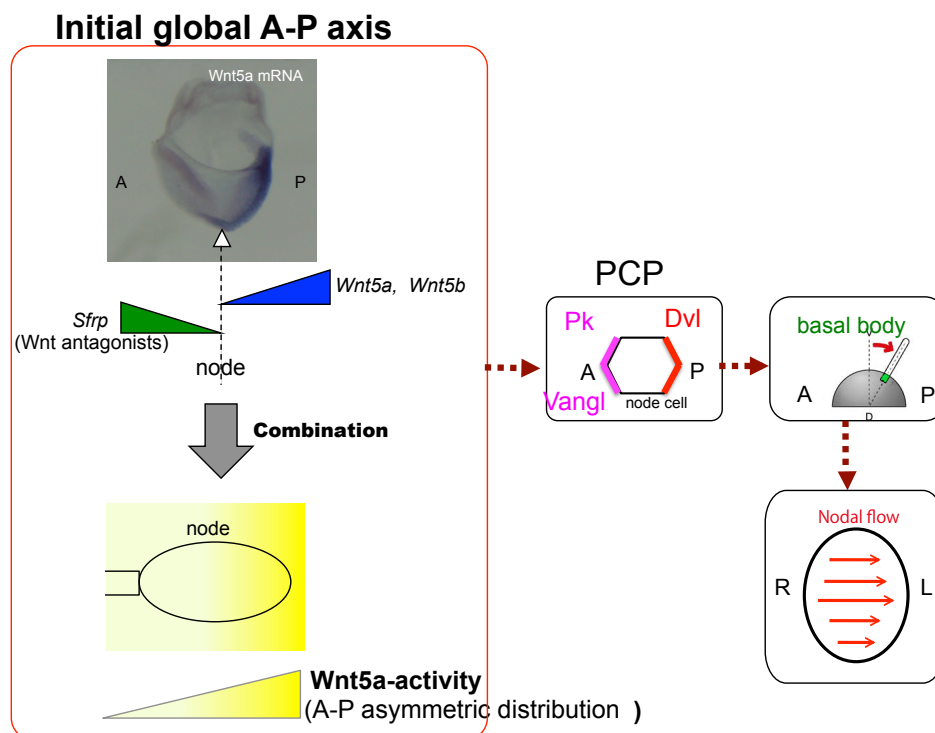 Initial global A-P axis
Wnt5a mRNA
A
P
Wnt5a, Wnt5b
Sfrp
(Wnt antagonists)
node
Combination
node
Wnt5a-activity
(A-P asymmetric distribution )
PCP
Pk
Dvl
A
P
Vangl
node cell
basal body
V
A
P
D
Nodal flow
R
L